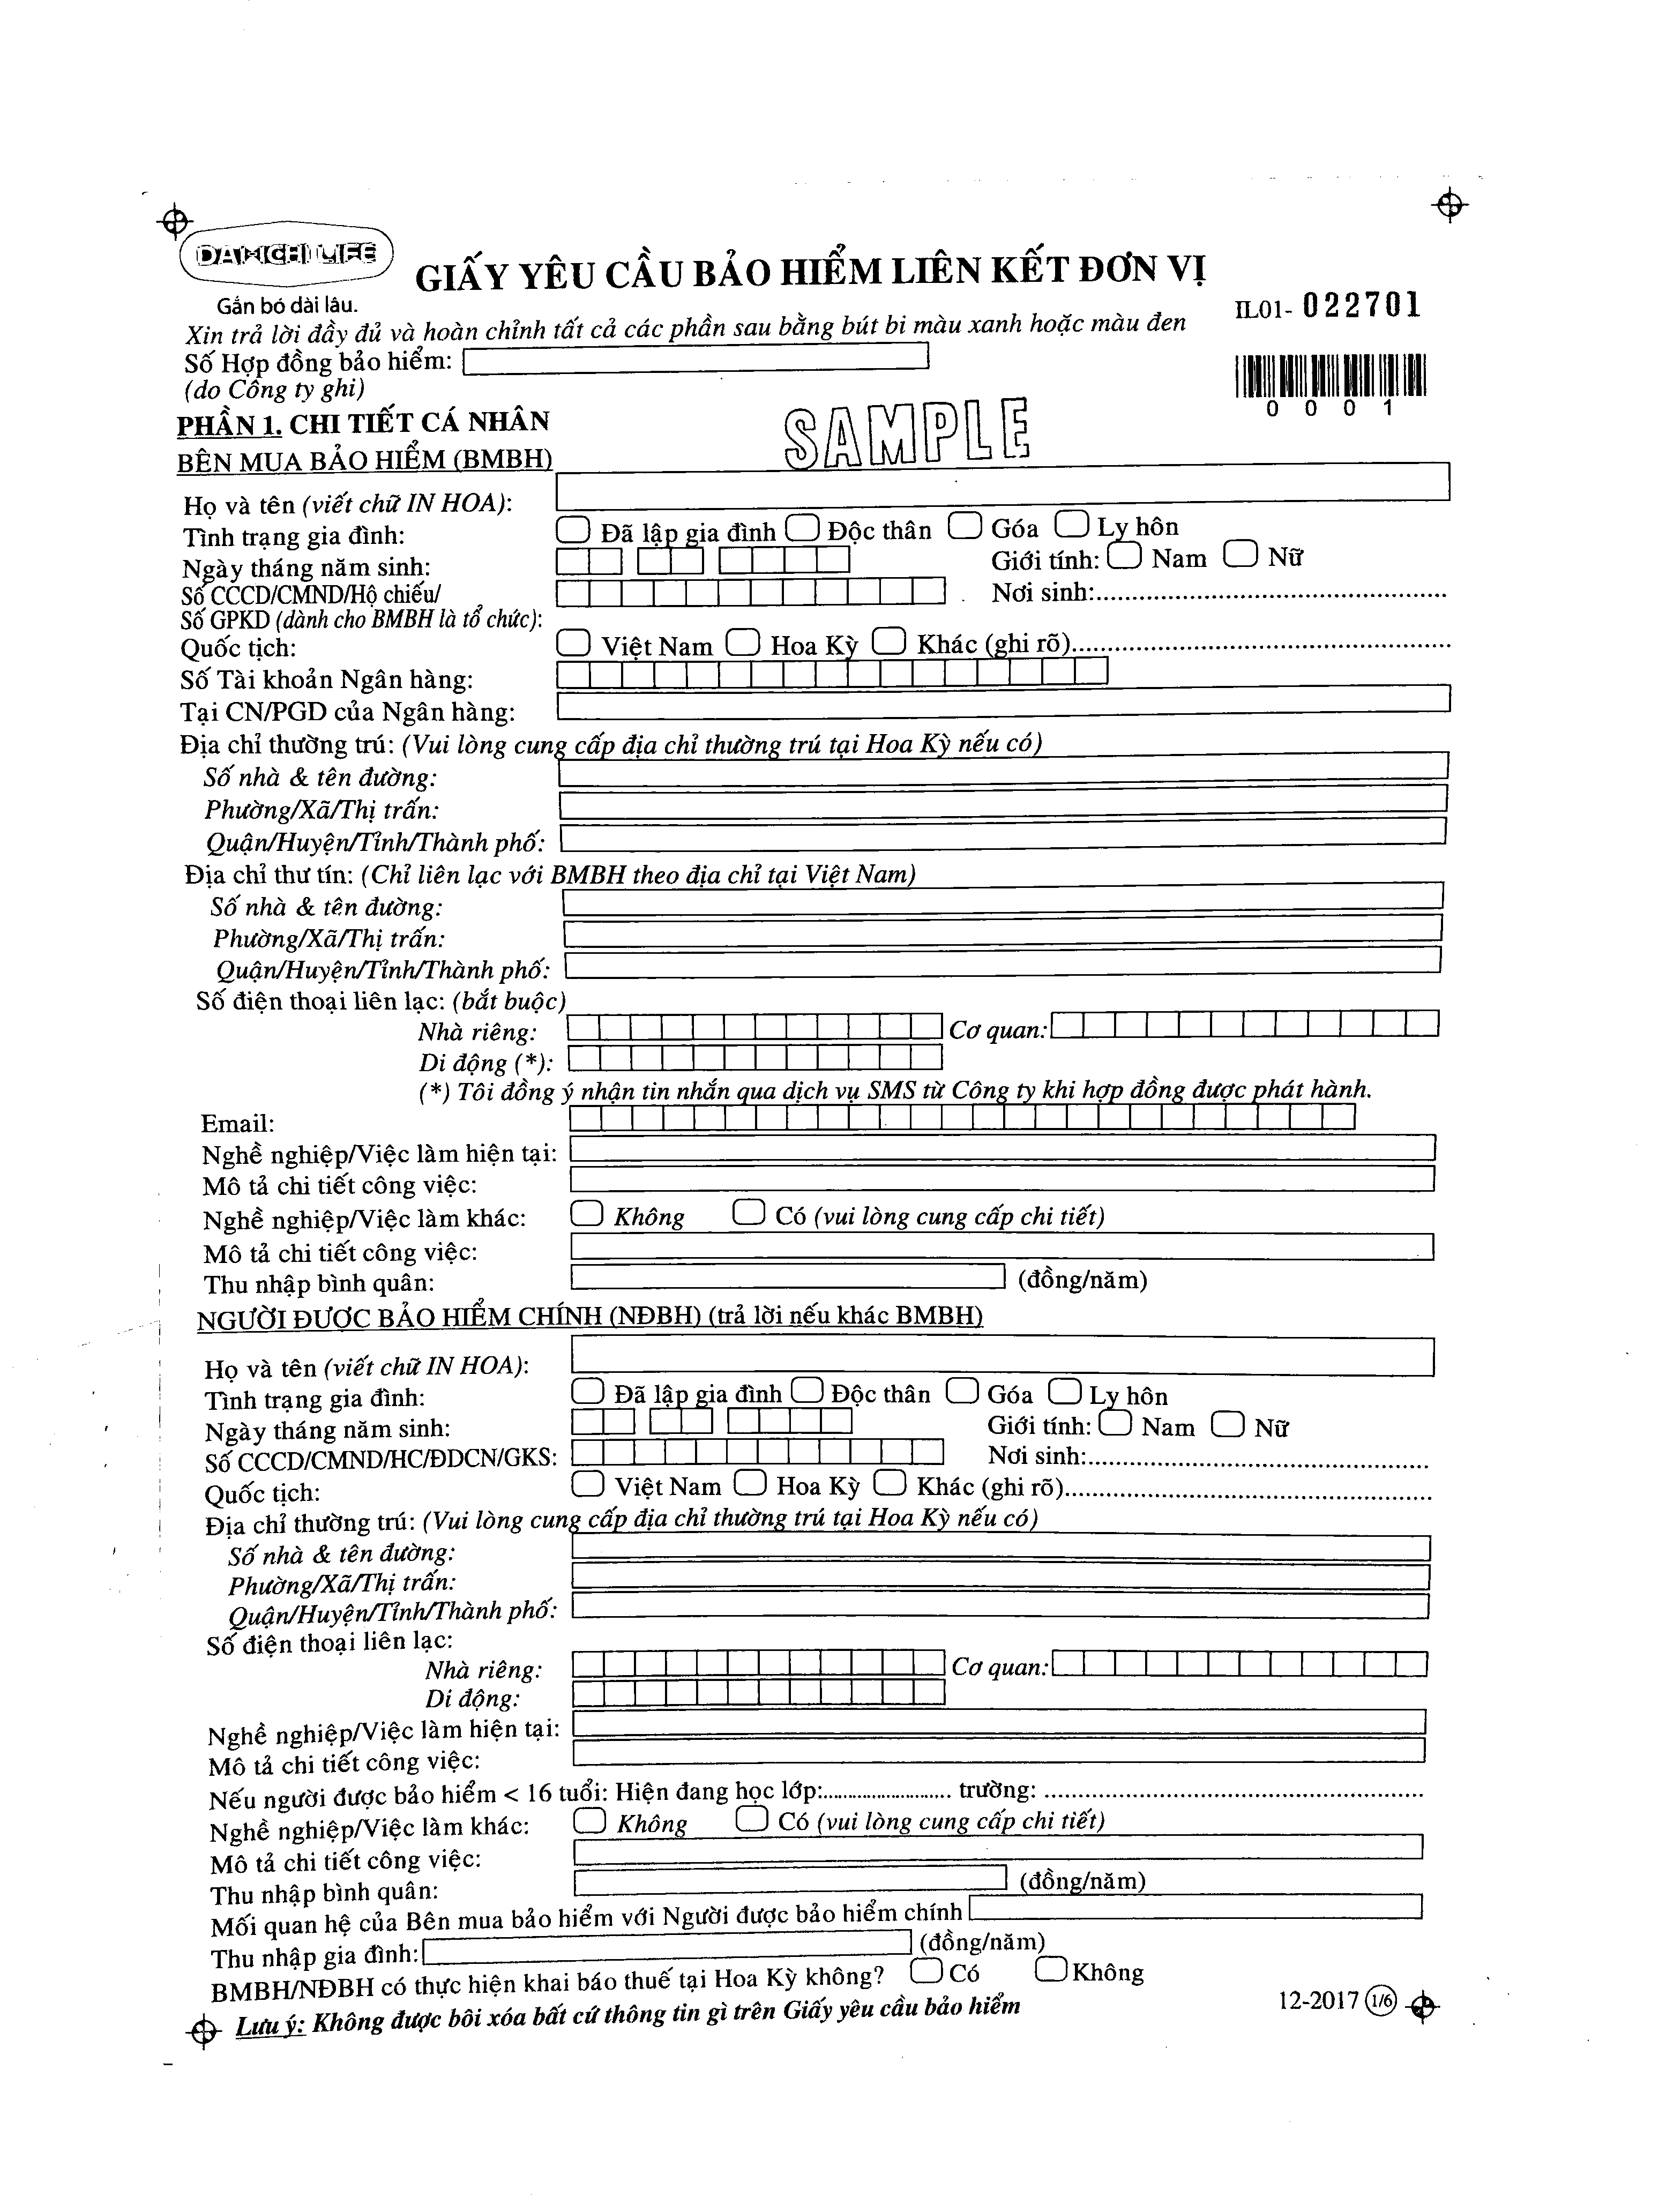 DAI-ICHI LIFE
Gắn bó dài lâu.
GIẤY YÊU CẦU BẢO HIỂM LIÊN KẾT ĐƠN VỊ
IL01- 022701
Xin trả lời đầy đủ và hoàn chỉnh tất cả các phần sau bằng bút bi màu xanh hoặc màu đen
Số Hợp đồng bảo hiểm:
(do Công ty ghi)
0 0 0 1
SAMPLE
PHẦN 1. CHI TIẾT CÁ NHÂN
BÊN MUA BẢO HIỂM (BMBH)
Họ và tên (viết chữ IN HOA):
Tình trạng gia đình: Đã lập gia đình Độc thân Góa Ly hôn
Ngày tháng năm sinh: Giới tính: Nam Nữ
Số CCCD/CMND/Hộ chiếu/ Nơi sinh:
Số GPKD (dành cho BMBH là tổ chức):
Quốc tịch: Việt Nam Hoa Kỳ Khác (ghi rõ)
Số Tài khoản Ngân hàng:
Tại CN/PGD của Ngân hàng:
Địa chỉ thường trú: (Vui lòng cung cấp địa chỉ thường trú tại Hoa Kỳ nếu có)
Số nhà & tên đường:
Phường/Xã/Thị trấn:
Quận/Huyện/Tỉnh/Thành phố:
Địa chỉ thư tín: (Chỉ liên lạc với BMBH theo địa chỉ tại Việt Nam)
Số nhà & tên đường:
Phường/Xã/Thị trấn:
Quận/Huyện/Tỉnh/Thành phố:
Số điện thoại liên lạc: (bắt buộc)
Nhà riêng: Cơ quan:
Di động (*):
(*) Tôi đồng ý nhận tin nhắn qua dịch vụ SMS từ Công ty khi hợp đồng được phát hành.
Email:
Nghề nghiệp/Việc làm hiện tại:
Mô tả chi tiết công việc:
Nghề nghiệp/Việc làm khác: Không Có (vui lòng cung cấp chi tiết)
Mô tả chi tiết công việc:
Thu nhập bình quân: (đồng/năm)
NGƯỜI ĐƯỢC BẢO HIỂM CHÍNH (NĐBH) (trả lời nếu khác BMBH)
Họ và tên (viết chữ IN HOA):
Tình trạng gia đình: Đã lập gia đình Độc thân Góa Ly hôn
Ngày tháng năm sinh: Giới tính: Nam Nữ
Số CCCD/CMND/HC/ĐDCN/GKS: Nơi sinh:
Quốc tịch: Việt Nam Hoa Kỳ Khác (ghi rõ)
Địa chỉ thường trú: (Vui lòng cung cấp địa chỉ thường trú tại Hoa Kỳ nếu có)
Số nhà & tên đường:
Phường/Xã/Thị trấn:
Quận/Huyện/Tỉnh/Thành phố:
Số điện thoại liên lạc:
Nhà riêng: Cơ quan:
Di động:
Nghề nghiệp/Việc làm hiện tại:
Mô tả chi tiết công việc:
Nếu người được bảo hiểm < 16 tuổi: Hiện đang học lớp: trường:
Nghề nghiệp/Việc làm khác: Không Có (vui lòng cung cấp chi tiết)
Mô tả chi tiết công việc:
Thu nhập bình quân: (đồng/năm)
Mối quan hệ của Bên mua bảo hiểm với Người được bảo hiểm chính
Thu nhập gia đình: (đồng/năm)
BMBH/NĐBH có thực hiện khai báo thuế tại Hoa Kỳ không? Có Không
Lưu ý: Không được bôi xóa bất cứ thông tin gì trên Giấy yêu cầu bảo hiểm
12-2017 1/6